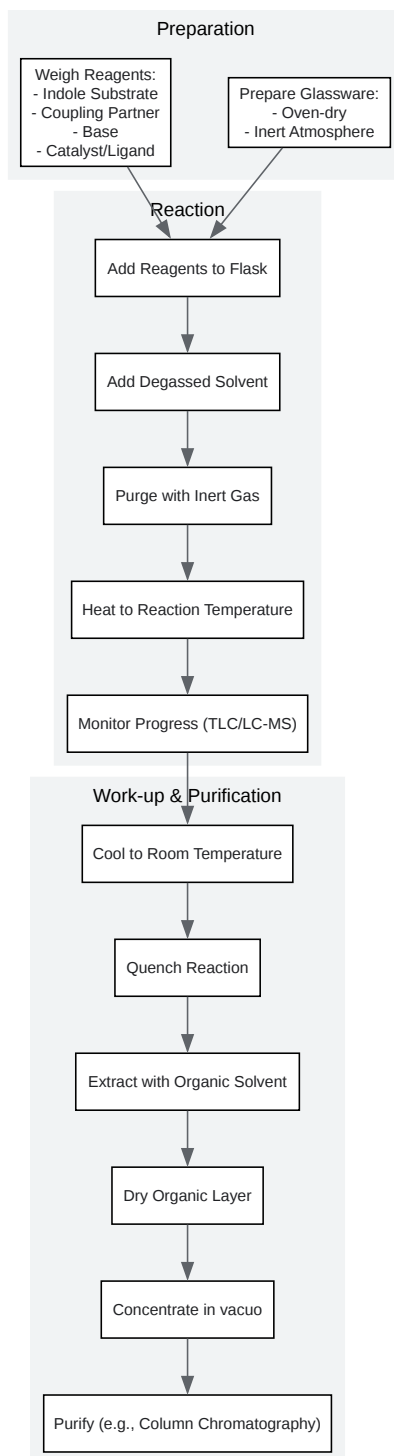 Preparation
Weigh Reagents:
- Indole Substrate
- Coupling Partner
- Base
- Catalyst/Ligand
Prepare Glassware:
- Oven-dry
- Inert Atmosphere
Reaction
Add Reagents to Flask
Add Degassed Solvent
Purge with Inert Gas
Heat to Reaction Temperature
Monitor Progress (TLC/LC-MS)
Work-up & Purification
Cool to Room Temperature
Quench Reaction
Extract with Organic Solvent
Dry Organic Layer
Concentrate in vacuo
Purify (e.g., Column Chromatography)